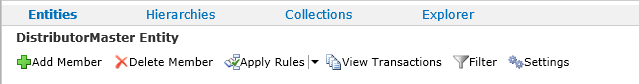 Entities Hierarchies Collections Explorer
DistributorMaster Entity
Add Member Delete Member Apply Rules View Transactions Filter Settings